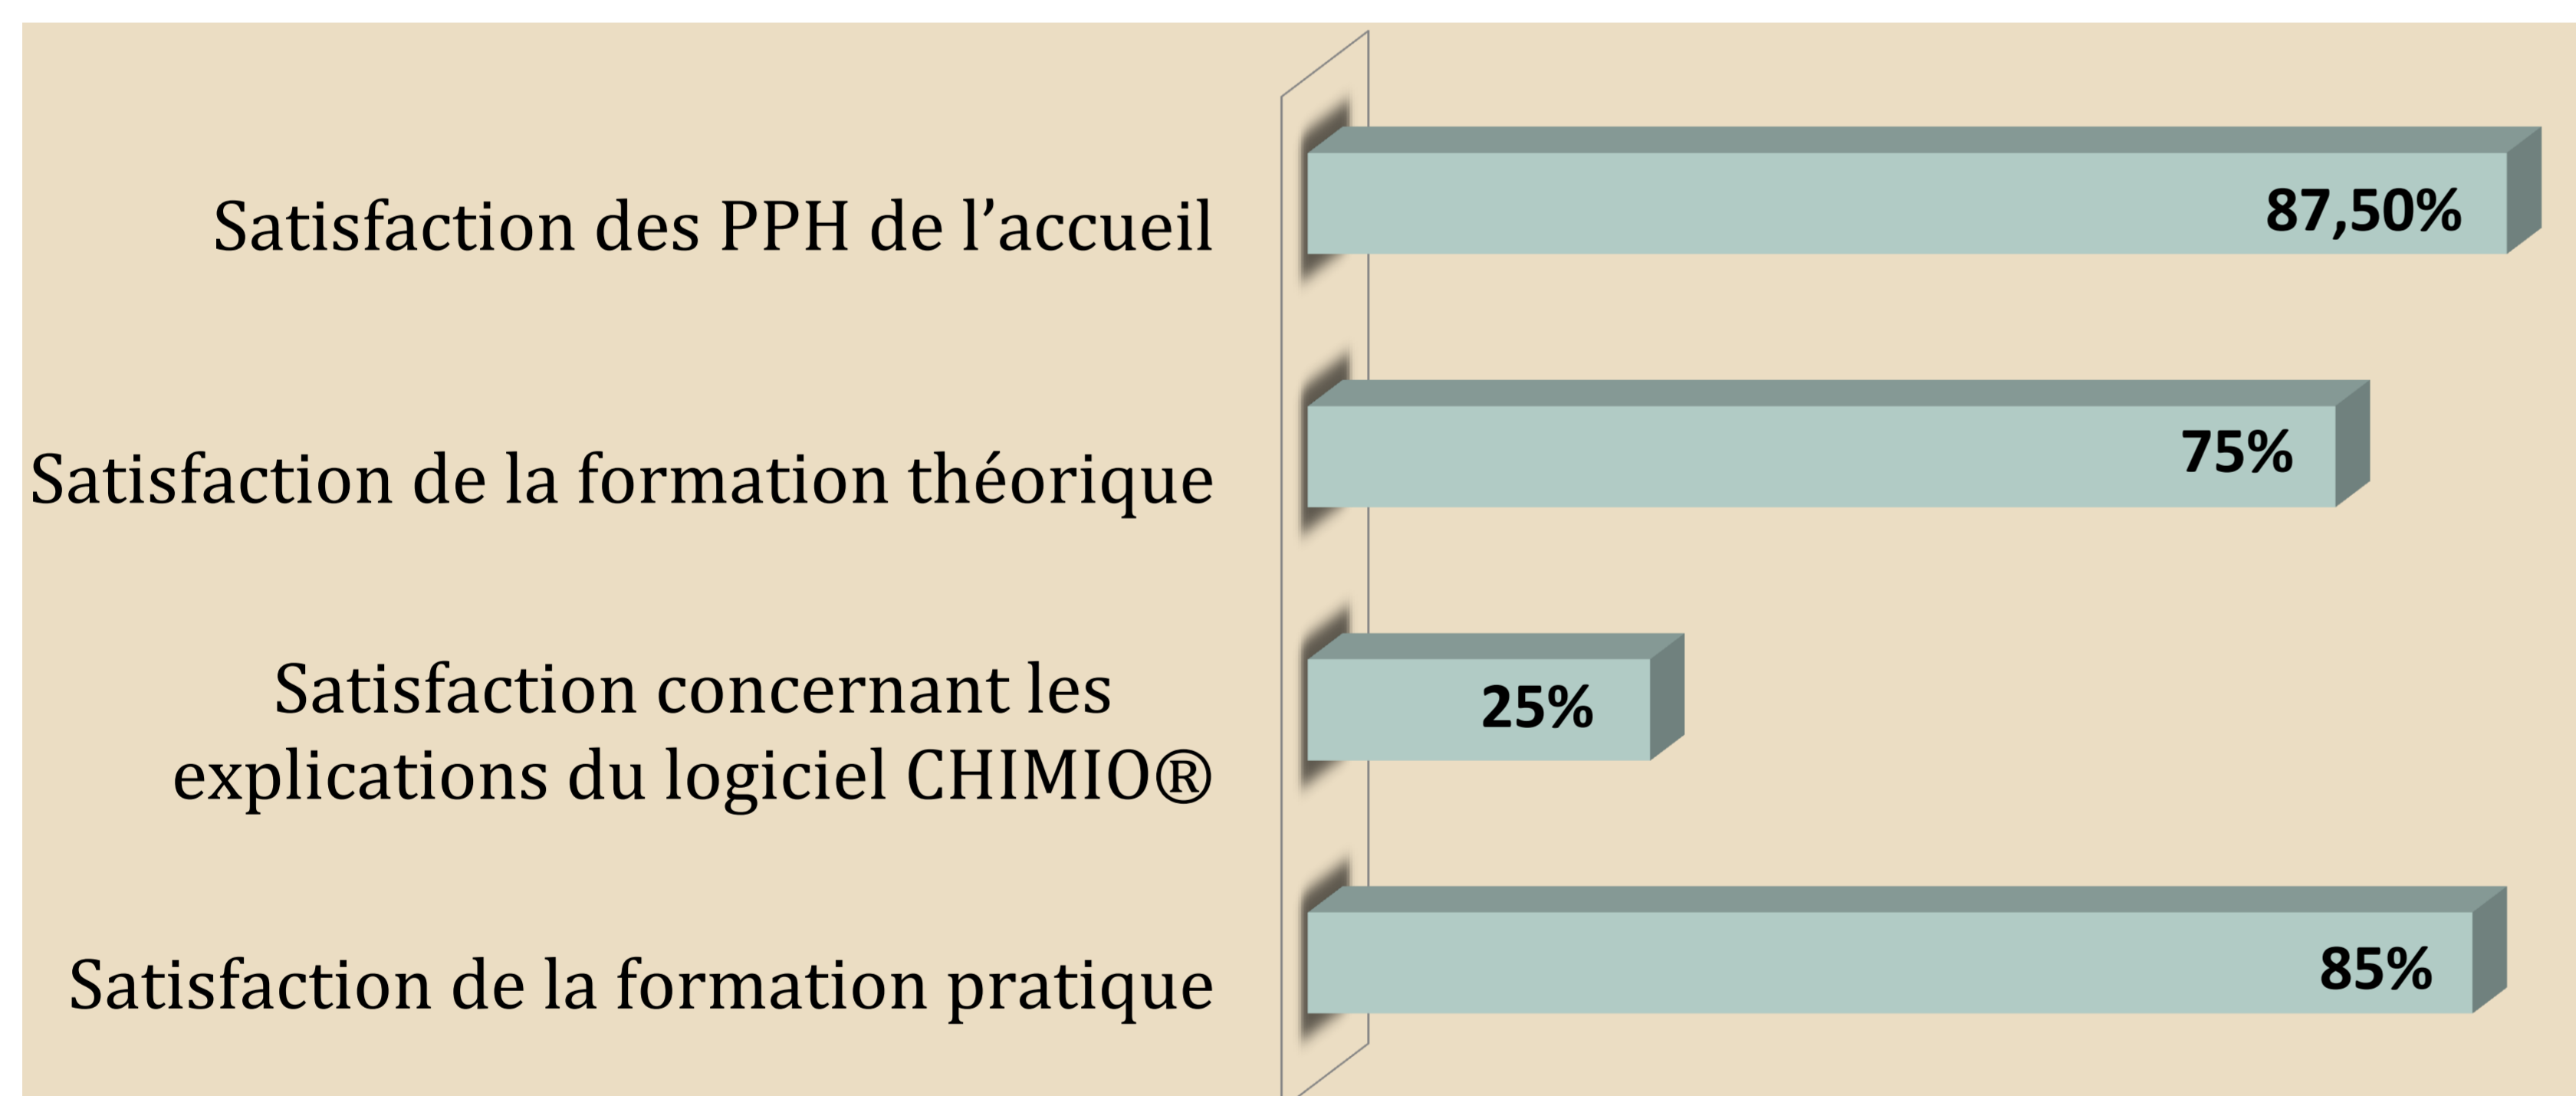 Satisfaction des PPH de l’accueil
87,50%
Satisfaction de la formation théorique
75%
Satisfaction concernant les
explications du logiciel CHIMIO®
25%
Satisfaction de la formation pratique
85%